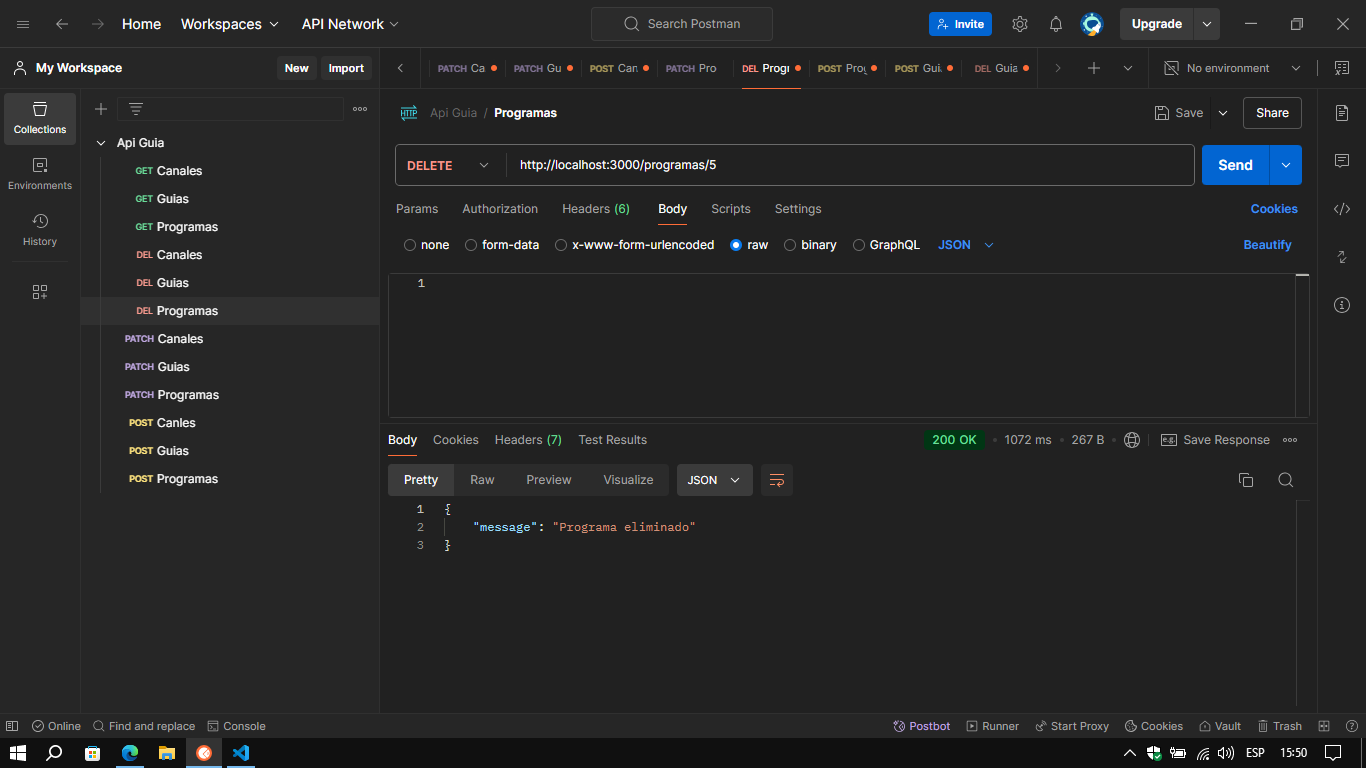 Home Workspaces API Network Search Postman Invite Upgrade
My Workspace New Import PATCH Ca PATCH Gu POST Can PATCH Pro DEL Progr POST Prog POST Gui DEL Guia No environment
Collections
Environments
History
Api Guia
GET Canales
GET Guias
GET Programas
DEL Canales
DEL Guias
DEL Programas
PATCH Canales
PATCH Guias
PATCH Programas
POST Canles
POST Guias
POST Programas
HTTP Api Guia / Programas Save Share
DELETE http://localhost:3000/programas/5 Send
Params Authorization Headers (6) Body Scripts Settings Cookies
none form-data x-www-form-urlencoded raw binary GraphQL JSON Beautify
1
Body Cookies Headers (7) Test Results 200 OK • 1072 ms • 267 B • e.g. Save Response
Pretty Raw Preview Visualize JSON
1 {
2 "message": "Programa eliminado"
3 }
Online Find and replace Console Postbot Runner Start Proxy Cookies Vault Trash
ESP 15:50